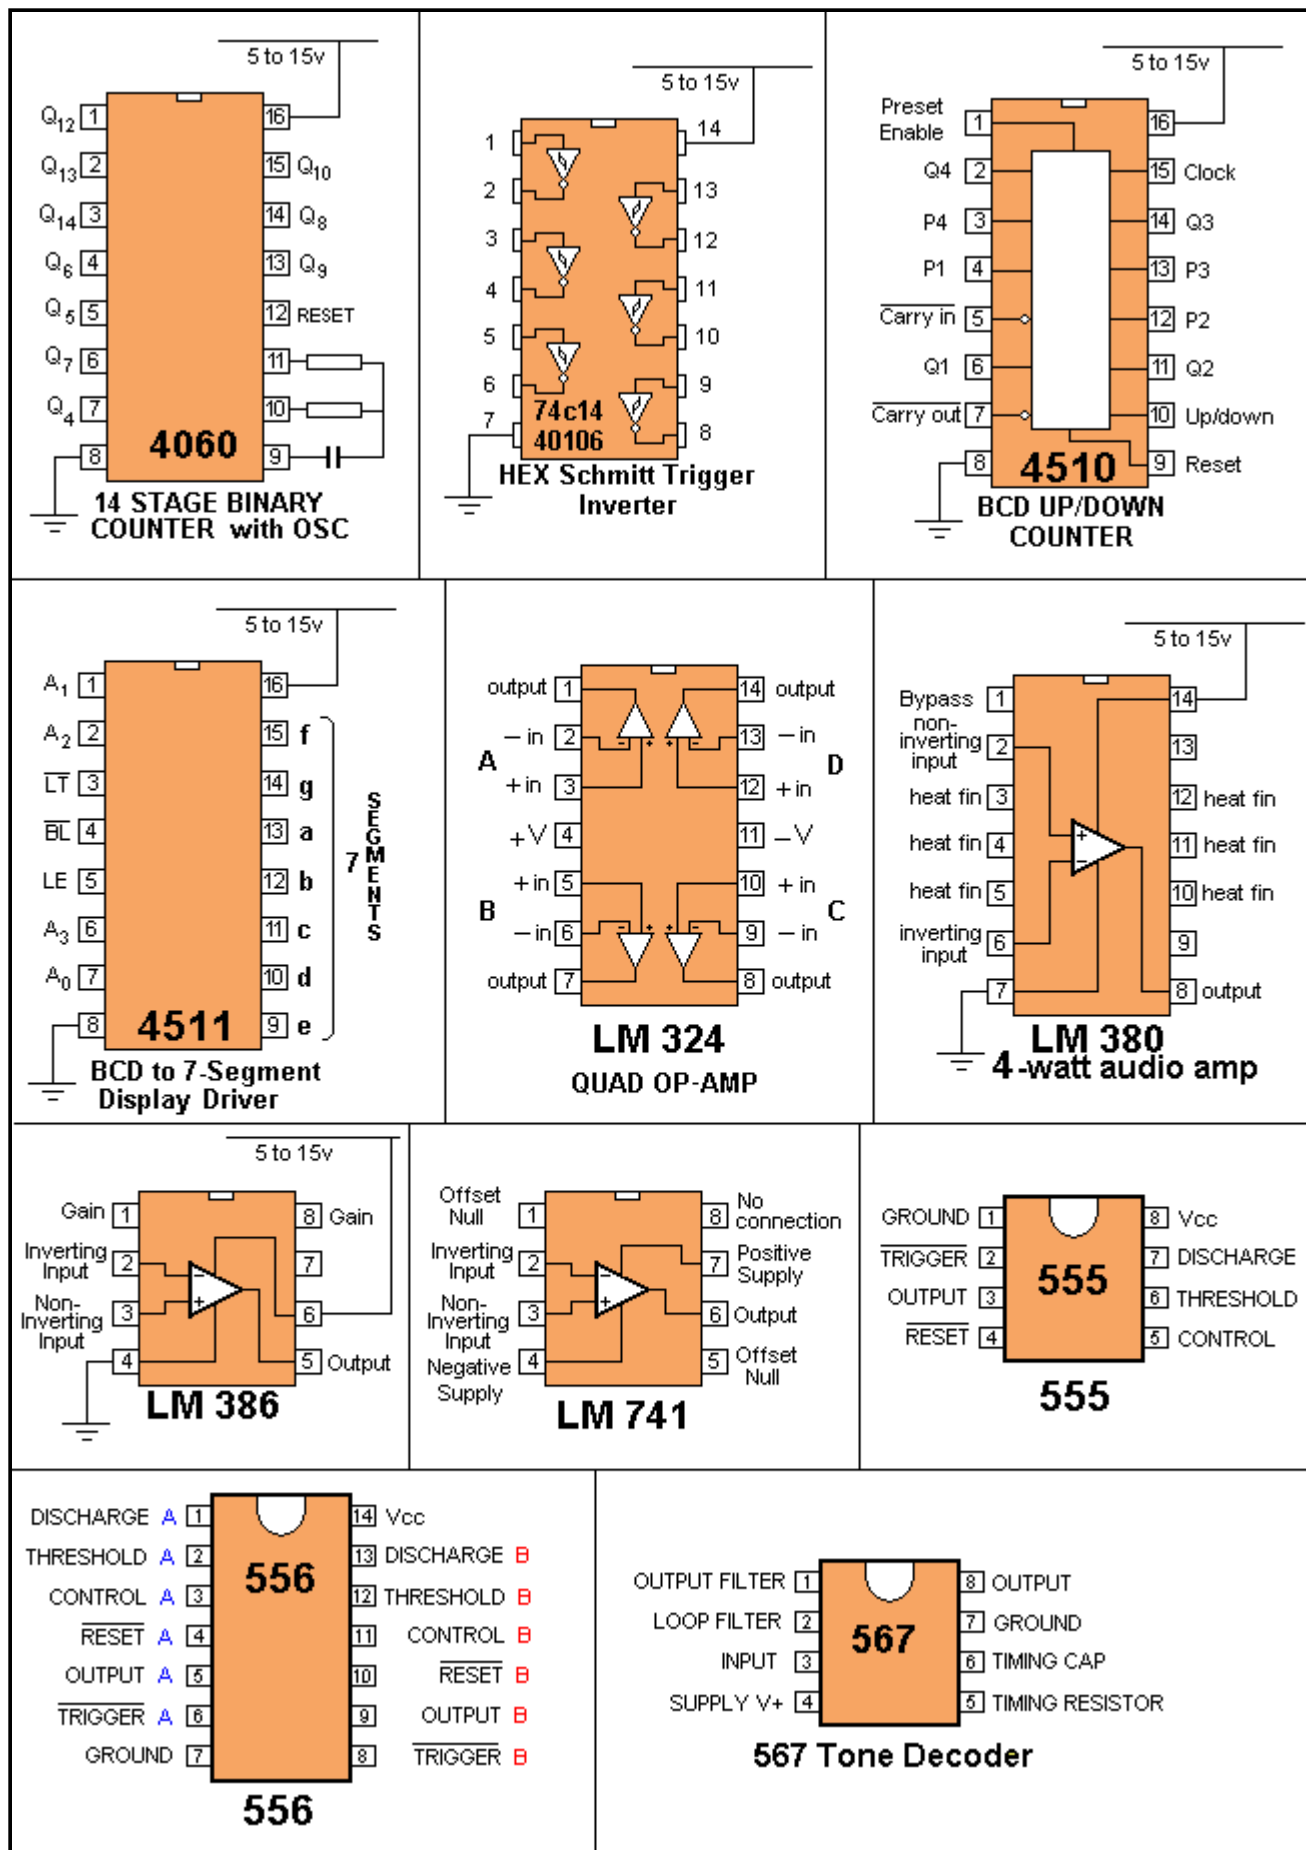 5 to 15v
Q12 1
16
Q13 2
15 Q10
Q14 3
14 Q8
Q6 4
13 Q9
Q5 5
12 RESET
Q7 6
11
Q4 7
10
8
9
4060
14 STAGE BINARY
COUNTER with OSC
5 to 15v
1
14
2
13
3
12
4
11
5
10
6
9
7
8
74c14
40106
HEX Schmitt Trigger
Inverter
5 to 15v
Preset
Enable
1
16
Q4 2
15 Clock
P4 3
14 Q3
P1 4
13 P3
Carry in 5
12 P2
Q1 6
11 Q2
Carry out 7
10 Up/down
8
9 Reset
4510
BCD UP/DOWN
COUNTER
5 to 15v
A1 1
16
A2 2
15 f
LT 3
14 g
BL 4
13 a
LE 5
12 b
A3 6
11 c
A0 7
10 d
8
9 e
7 SEGMENTS
4511
BCD to 7-Segment
Display Driver
output 1
14 output
– in 2
13 – in
A
D
+ in 3
12 + in
+ V 4
11 – V
+ in 5
10 + in
B
C
– in 6
9 – in
output 7
8 output
- +
+ -
- +
+ -
LM 324
QUAD OP-AMP
5 to 15v
Bypass 1
14
non-
inverting
input
2
13
heat fin 3
12 heat fin
heat fin 4
11 heat fin
heat fin 5
10 heat fin
inverting
input
6
9
7
8 output
+
–
LM 380
4-watt audio amp
5 to 15v
Gain 1
8 Gain
Inverting
Input
2
7
Non-
Inverting
Input
3
6
4
5 Output
–
+
LM 386
Offset
Null
1
8 No
connection
Inverting
Input
2
7 Positive
Supply
Non-
Inverting
Input
3
6 Output
4
Negative
Supply
5 Offset
Null
–
+
LM 741
GROUND 1
8 Vcc
TRIGGER 2
7 DISCHARGE
OUTPUT 3
6 THRESHOLD
RESET 4
5 CONTROL
555
555
DISCHARGE A 1
14 Vcc
THRESHOLD A 2
13 DISCHARGE B
CONTROL A 3
12 THRESHOLD B
RESET A 4
11 CONTROL B
OUTPUT A 5
10 RESET B
TRIGGER A 6
9 OUTPUT B
GROUND 7
8 TRIGGER B
556
556
OUTPUT FILTER 1
8 OUTPUT
LOOP FILTER 2
7 GROUND
INPUT 3
6 TIMING CAP
SUPPLY V+ 4
5 TIMING RESISTOR
567
567 Tone Decoder